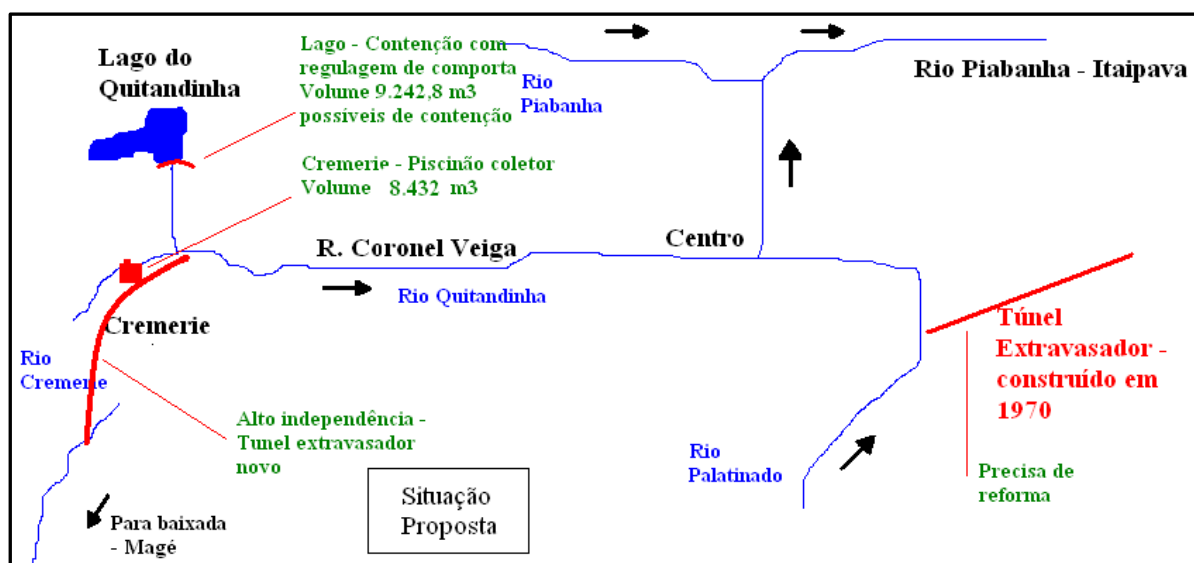 Lago do
Quitandinha
Lago - Contenção com
regulagem de comporta
Volume 9.242,8 m3
possíveis de contenção
Rio
Piabanha
Rio Piabanha - Itaipava
Cremerie - Piscinão coletor
Volume 8.432 m3
R. Coronel Veiga
Centro
Rio Quitandinha
Cremerie
Rio
Cremerie
Túnel
Extravasador -
construído em
1970
Alto independência -
Tunel extravasador
novo
Rio
Palatinado
Precisa de
reforma
Situação
Proposta
Para baixada
- Magé